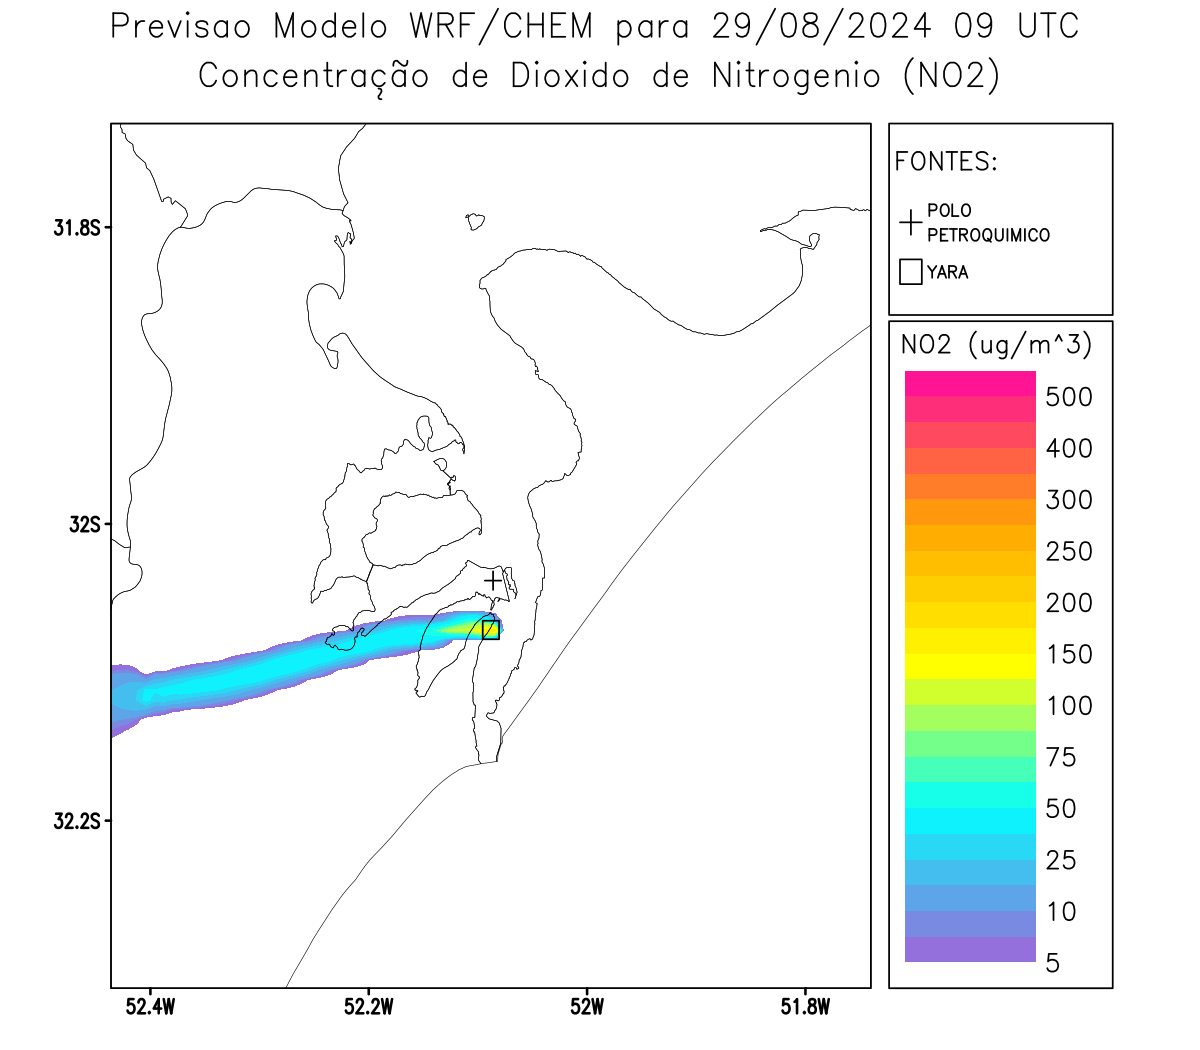 Previsao Modelo WRF/CHEM para 29/08/2024 09 UTC
Concentração de Dioxido de Nitrogenio (NO2)
FONTES:
POLO
PETROQUIMICO
YARA
NO2 (ug/m^3)
500
400
300
250
200
150
100
75
50
25
10
5
31.8S
32S
32.2S
52.4W
52.2W
52W
51.8W